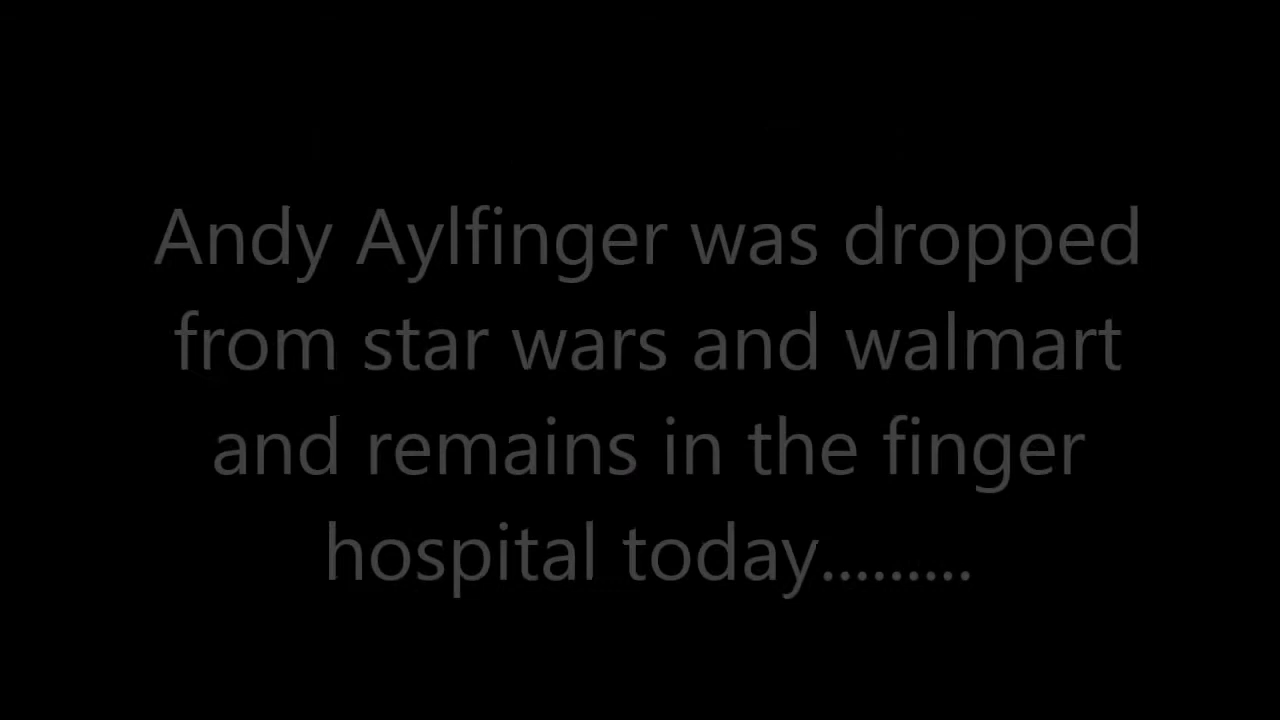 Andy Aylfinger was dropped
from star wars and walmart
and remains in the finger
hospital today.........